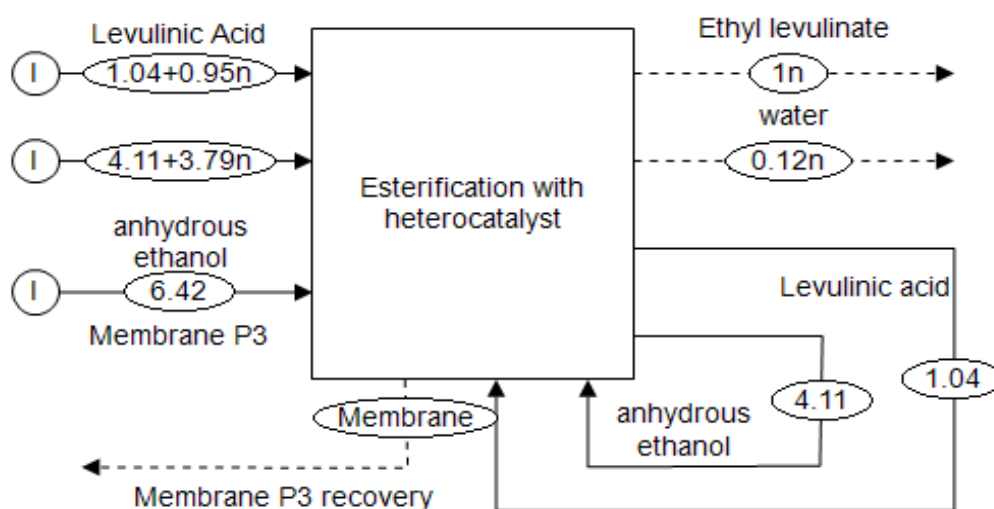 Levulinic Acid
I
1.04+0.95n
I
4.11+3.79n
anhydrous
ethanol
I
6.42
Membrane P3
Esterification with
heterocatalyst
Ethyl levulinate
1n
water
0.12n
Levulinic acid
1.04
4.11
anhydrous
ethanol
Membrane
Membrane P3 recovery